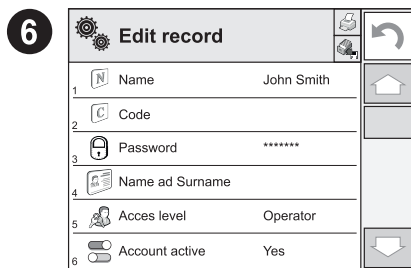 6
Edit record
1 N Name John Smith
2 C Code
3 Password *******
4 Name ad Surname
5 Acces level Operator
6 Account active Yes